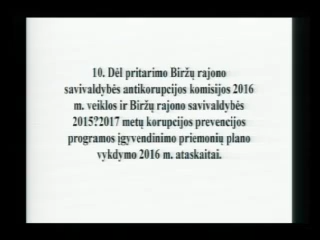 10. Dėl pritarimo Biržų rajono
savivaldybės antikorupcijos komisijos 2016
m. veiklos ir Biržų rajono savivaldybės
2015?2017 metų korupcijos prevencijos
programos įgyvendinimo priemonių plano
vykdymo 2016 m. ataskaitai.